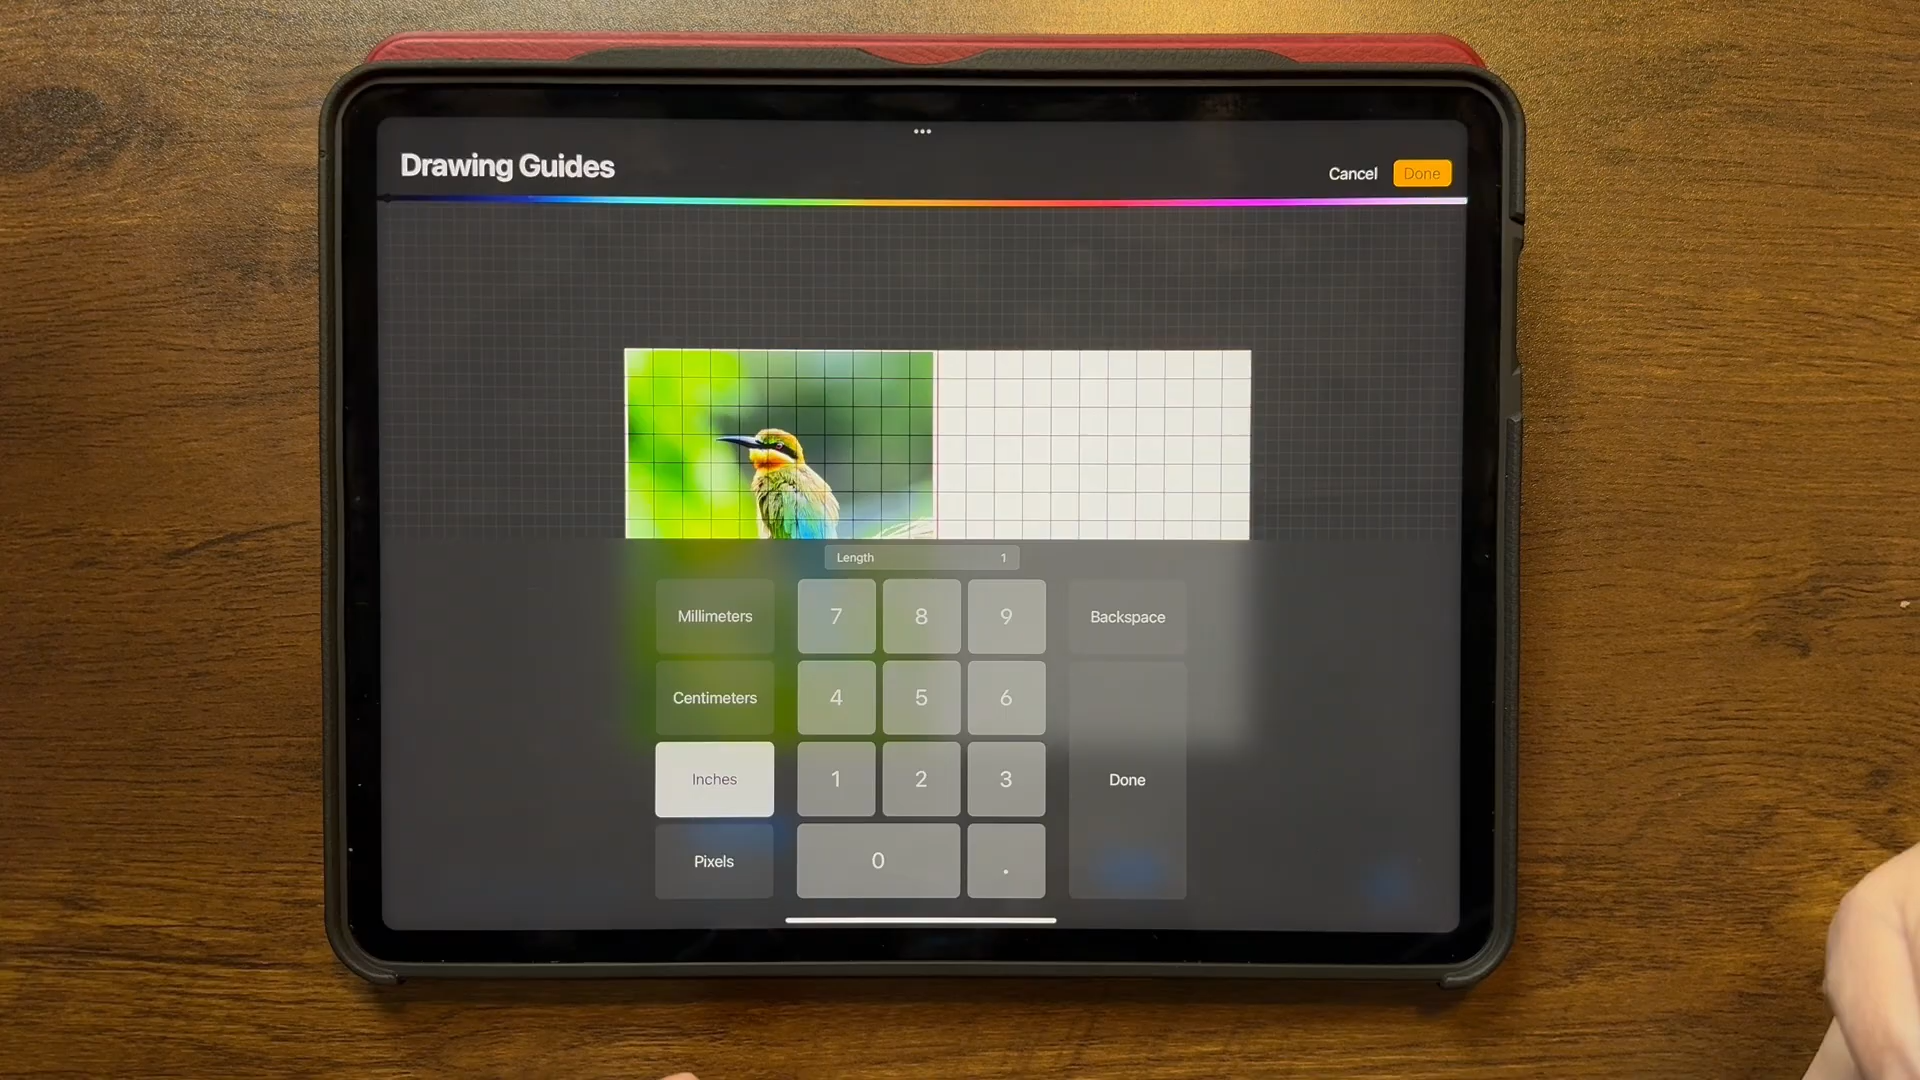 Drawing Guides
Cancel
Done
Length 1
Millimeters 7 8 9 Backspace
Centimeters 4 5 6
Inches 1 2 3 Done
Pixels 0 .